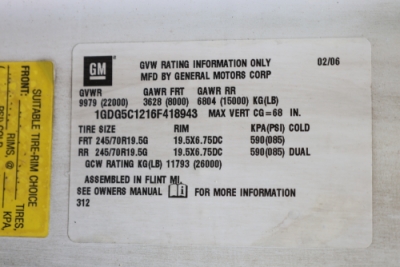 GM
GVW RATING INFORMATION ONLY 02/06
MFD BY GENERAL MOTORS CORP
GVWR GAWR FRT GAWR RR
9979 (22000) 3628 (8000) 6804 (15000) KG(LB)
1GDG5C1216F418943 MAX VERT CG=68 IN.
TIRE SIZE RIM KPA(PSI) COLD
FRT 245/70R19.5G 19.5X6.75DC 590(085)
RR 245/70R19.5G 19.5X6.75DC 590(085) DUAL
GCW RATING KG(LB) 11793 (26000)
ASSEMBLED IN FLINT MI.
SEE OWNERS MANUAL i FOR MORE INFORMATION
312
SUITABLE TIRE-RIM CHOICE
FRONT:
TIRES,
RIMS, @
KPA,